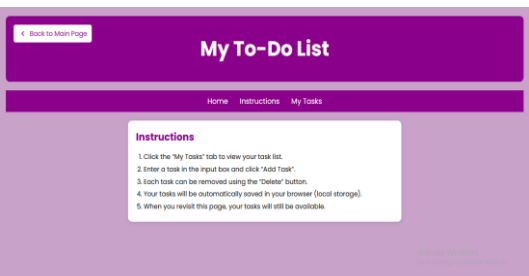 Back to Main Page
My To-Do List
Home Instructions My Tasks
Instructions
1. Click the "My Tasks" tab to view your task list.
2. Enter a task in the input box and click "Add Task".
3. Each task can be removed using the "Delete" button.
4. Your tasks will be automatically saved in your browser (local storage).
5. When you revisit this page, your tasks will still be available.